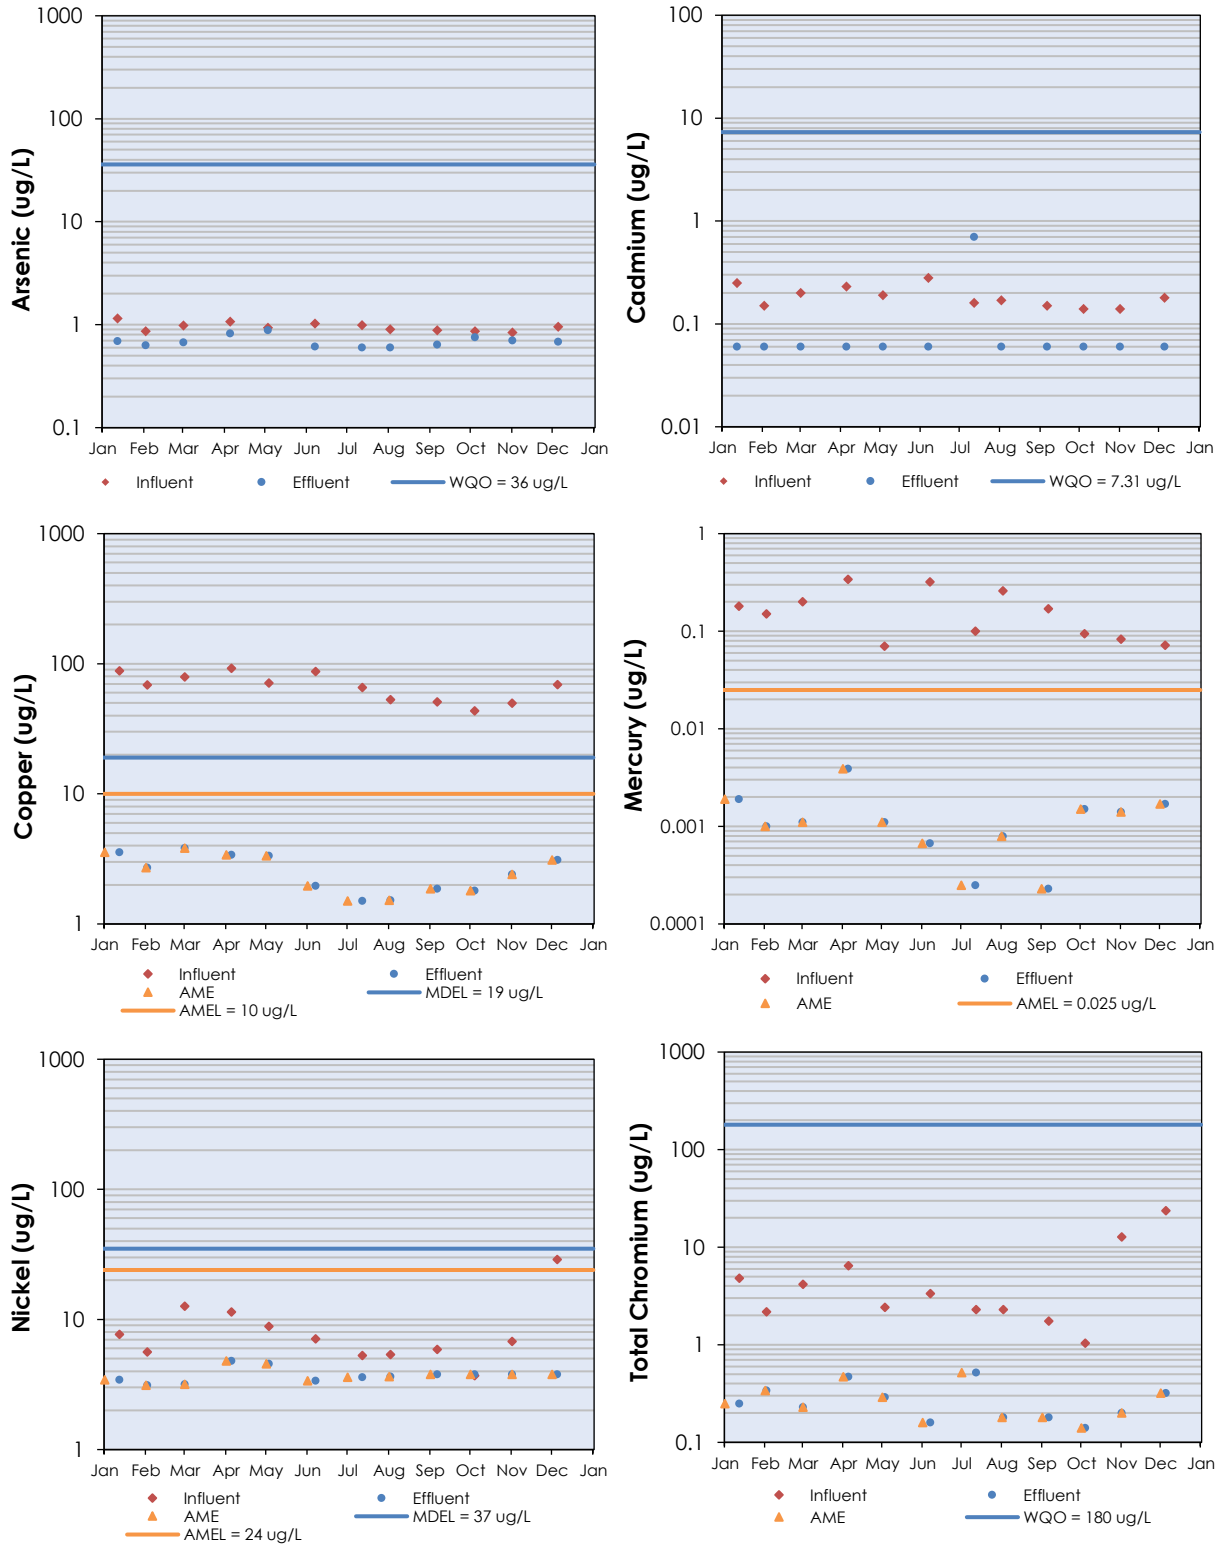 Arsenic (ug/L)
1000
100
10
1
0.1
Jan Feb Mar Apr May Jun Jul Aug Sep Oct Nov Dec Jan
Influent Effluent WQO = 36 ug/L
Cadmium (ug/L)
100
10
1
0.1
0.01
Jan Feb Mar Apr May Jun Jul Aug Sep Oct Nov Dec Jan
Influent Effluent WQO = 7.31 ug/L
Copper (ug/L)
1000
100
10
1
Jan Feb Mar Apr May Jun Jul Aug Sep Oct Nov Dec Jan
Influent Effluent
AME MDEL = 19 ug/L
AMEL = 10 ug/L
Mercury (ug/L)
1
0.1
0.01
0.001
0.0001
Jan Feb Mar Apr May Jun Jul Aug Sep Oct Nov Dec Jan
Influent Effluent
AME AMEL = 0.025 ug/L
Nickel (ug/L)
1000
100
10
1
Jan Feb Mar Apr May Jun Jul Aug Sep Oct Nov Dec Jan
Influent Effluent
AME MDEL = 37 ug/L
AMEL = 24 ug/L
Total Chromium (ug/L)
1000
100
10
1
0.1
Jan Feb Mar Apr May Jun Jul Aug Sep Oct Nov Dec Jan
Influent Effluent
AME WQO = 180 ug/L